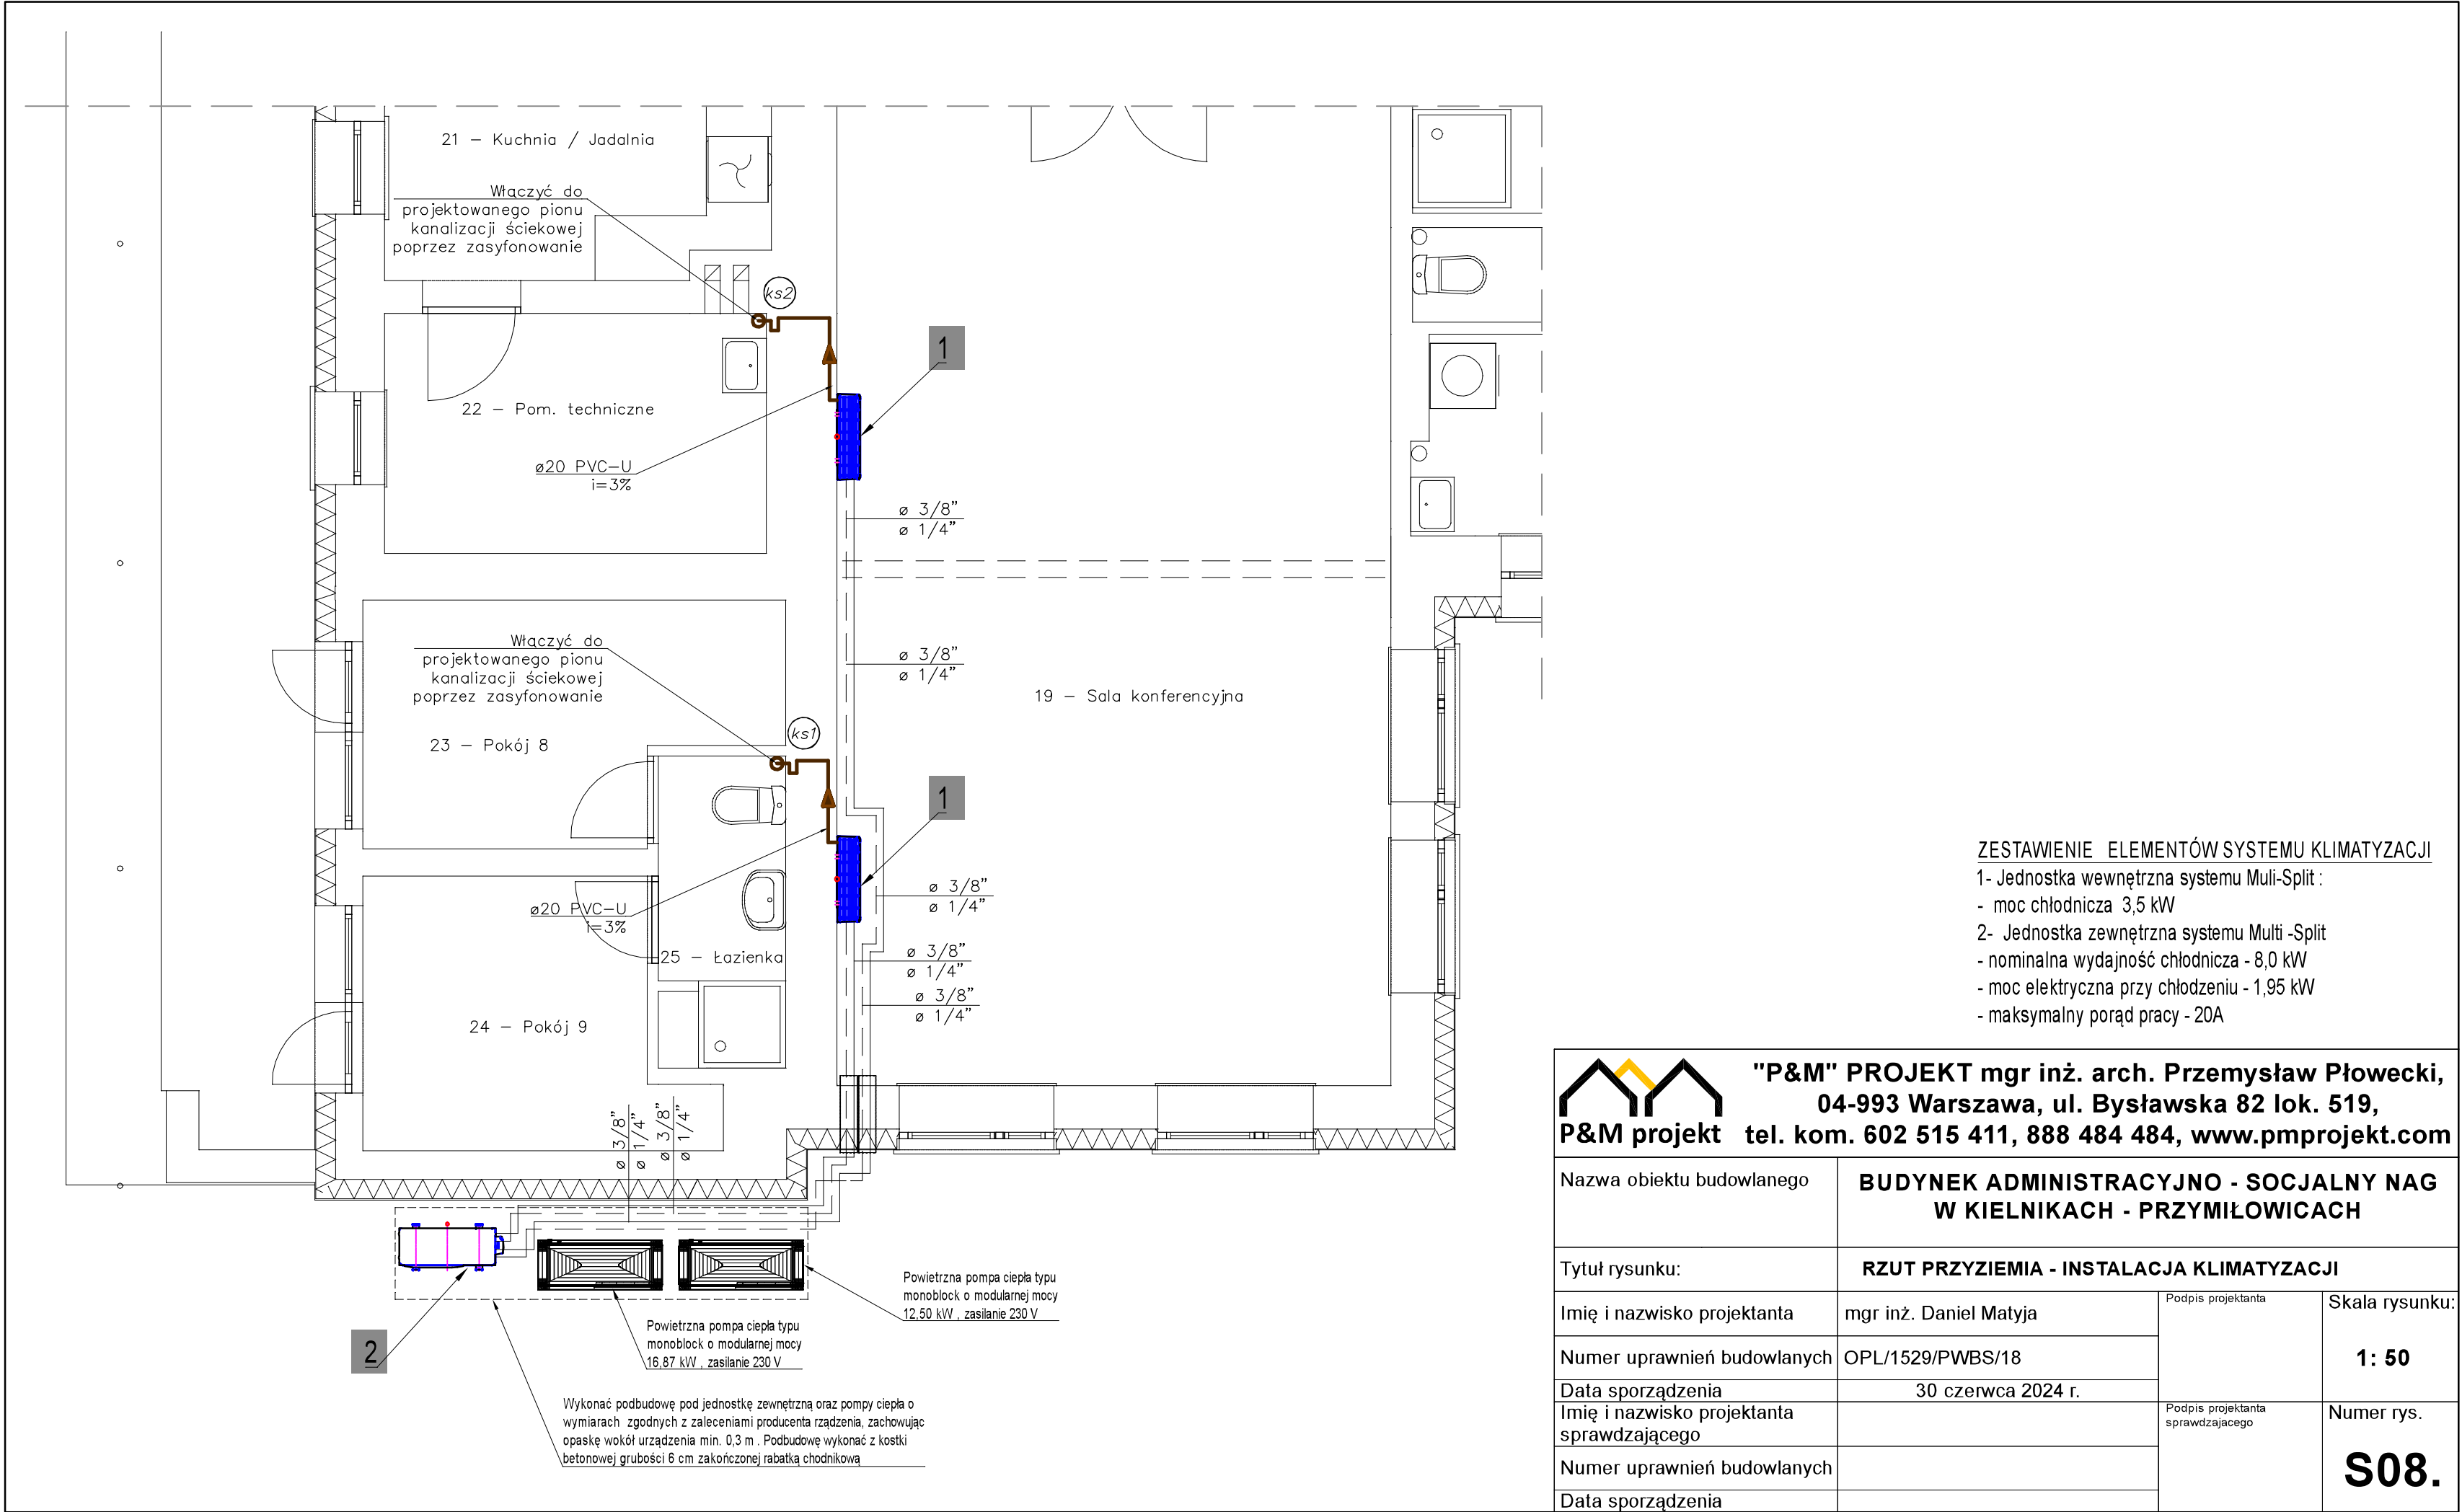 21 – Kuchnia / Jadalnia
Włączyć do
projektowanego pionu
kanalizacji ściekowej
poprzez zasyfonowanie
ks2
1
22 – Pom. techniczne
ø20 PVC–U
i=3%
ø 3/8"
ø 1/4"
Włączyć do
projektowanego pionu
kanalizacji ściekowej
poprzez zasyfonowanie
ø 3/8"
ø 1/4"
19 – Sala konferencyjna
ks1
23 – Pokój 8
1
ø20 PVC–U
i=3%
ø 3/8"
ø 1/4"
25 – Łazienka
ø 3/8"
ø 1/4"
ø 3/8"
ø 1/4"
24 – Pokój 9
ø 3/8"
ø 1/4"
ø 3/8"
ø 1/4"
2
Powietrzna pompa ciepła typu
monoblock o modularnej mocy
12,50 kW , zasilanie 230 V
Powietrzna pompa ciepła typu
monoblock o modularnej mocy
16,87 kW , zasilanie 230 V
Wykonać podbudowę pod jednostkę zewnętrzną oraz pompy ciepła o
wymiarach zgodnych z zaleceniami producenta rządzenia, zachowując
opaskę wokół urządzenia min. 0,3 m . Podbudowę wykonać z kostki
betonowej grubości 6 cm zakończonej rabatką chodnikową
ZESTAWIENIE ELEMENTÓW SYSTEMU KLIMATYZACJI
1- Jednostka wewnętrzna systemu Muli-Split :
- moc chłodnicza 3,5 kW
2- Jednostka zewnętrzna systemu Multi -Split
- nominalna wydajność chłodnicza - 8,0 kW
- moc elektryczna przy chłodzeniu - 1,95 kW
- maksymalny porąd pracy - 20A
P&M projekt
"P&M" PROJEKT mgr inż. arch. Przemysław Płowecki,
04-993 Warszawa, ul. Bysławska 82 lok. 519,
tel. kom. 602 515 411, 888 484 484, www.pmprojekt.com
Nazwa obiektu budowlanego
BUDYNEK ADMINISTRACYJNO - SOCJALNY NAG
W KIELNIKACH - PRZYMIŁOWICACH
Tytuł rysunku:
RZUT PRZYZIEMIA - INSTALACJA KLIMATYZACJI
Imię i nazwisko projektanta
mgr inż. Daniel Matyja
Podpis projektanta
Skala rysunku:
1: 50
Numer uprawnień budowlanych
OPL/1529/PWBS/18
Data sporządzenia
30 czerwca 2024 r.
Imię i nazwisko projektanta
sprawdzającego
Podpis projektanta
sprawdzajacego
Numer rys.
S08.
Numer uprawnień budowlanych
Data sporządzenia